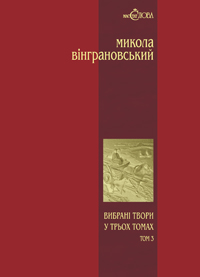 МИКОЛА
ВІНГРАНОВСЬКИЙ
ВИБРАНІ ТВОРИ
У ТРЬОХ ТОМАХ
ТОМ 3